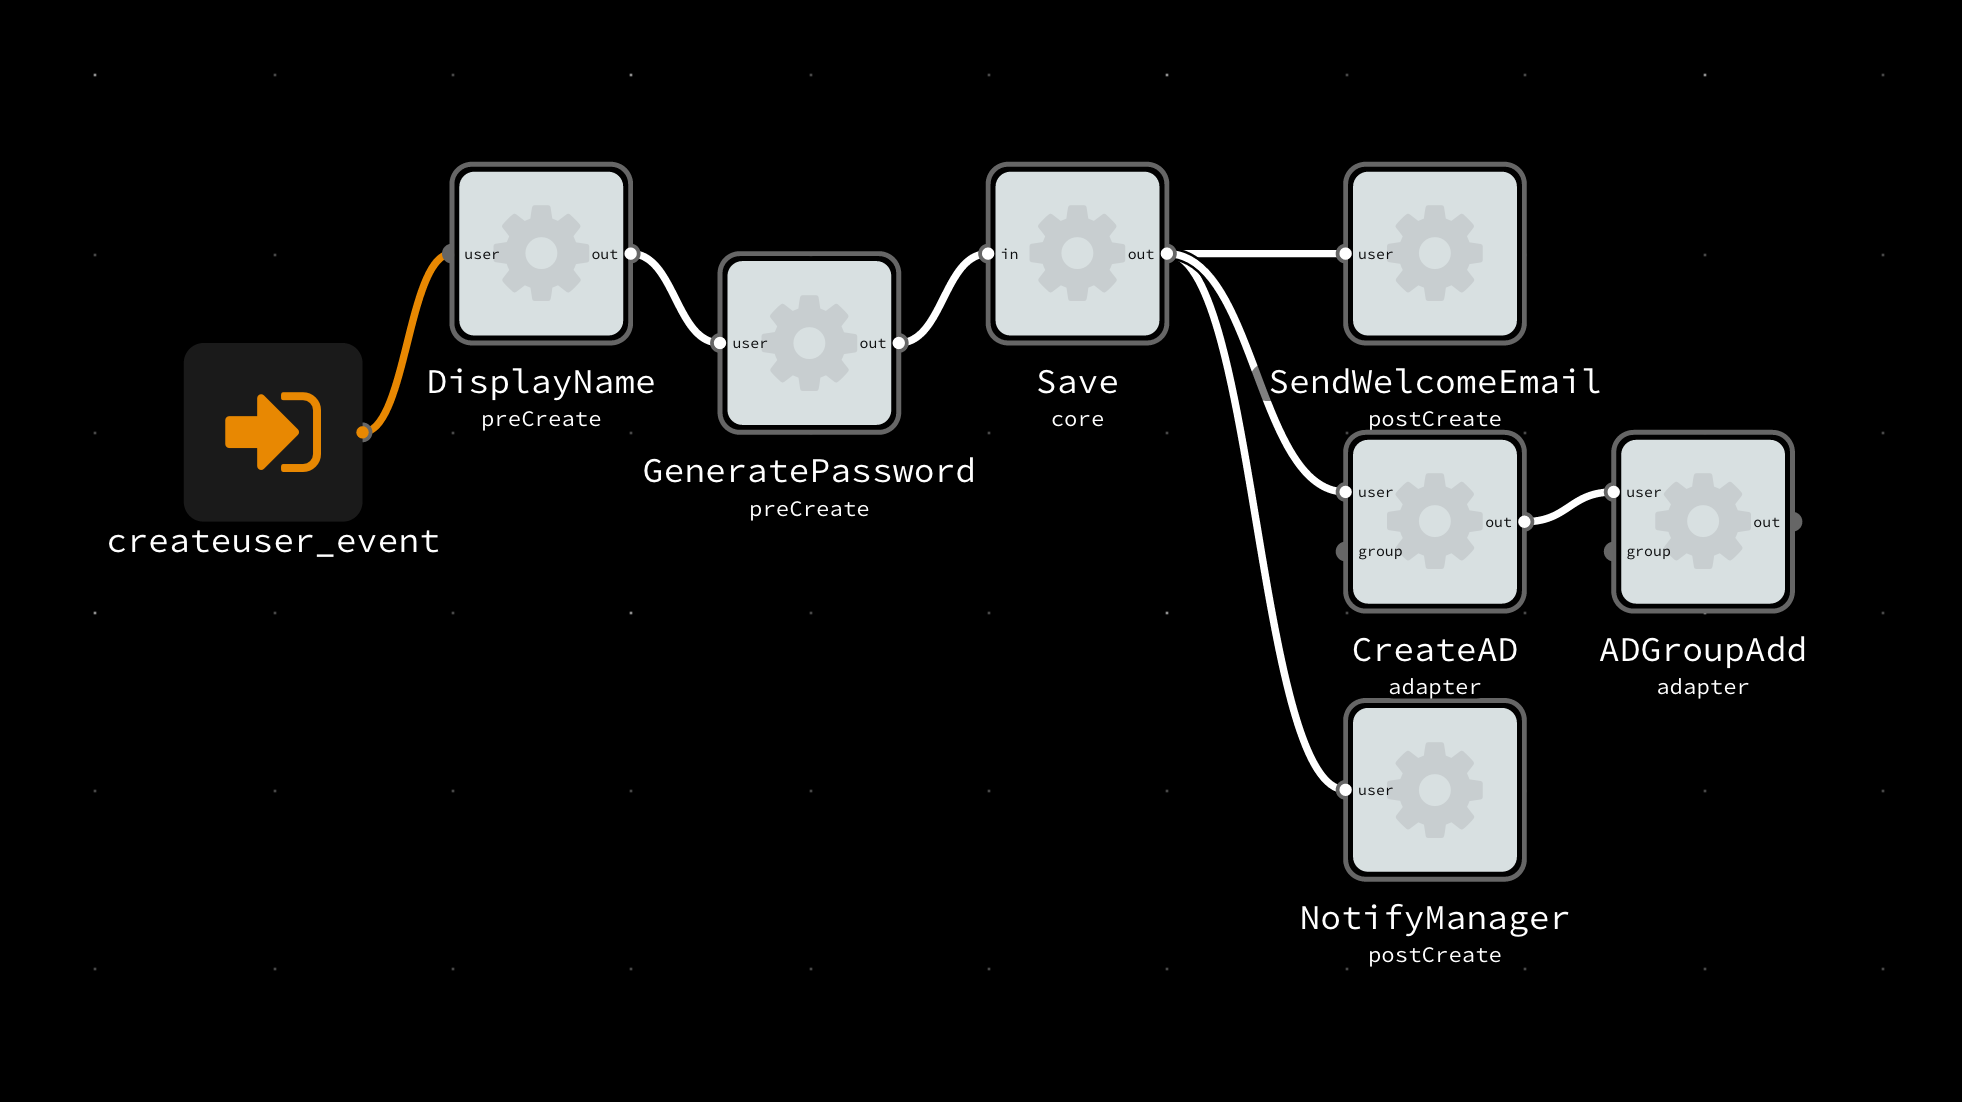 createuser_event
user
out
DisplayName
preCreate
user
out
GeneratePassword
preCreate
in
out
Save
core
user
SendWelcomeEmail
postCreate
user
out
group
CreateAD
adapter
user
out
group
ADGroupAdd
adapter
user
NotifyManager
postCreate